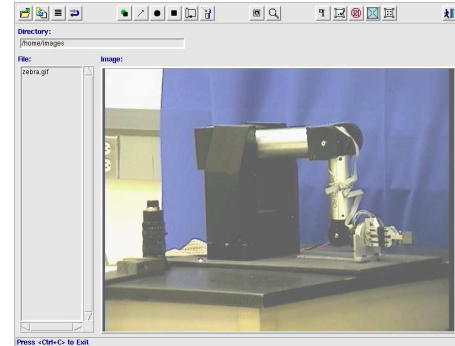 Directory:
/home/images
File:
Image:
zebra.gif
Press <Ctrl+C> to Exit